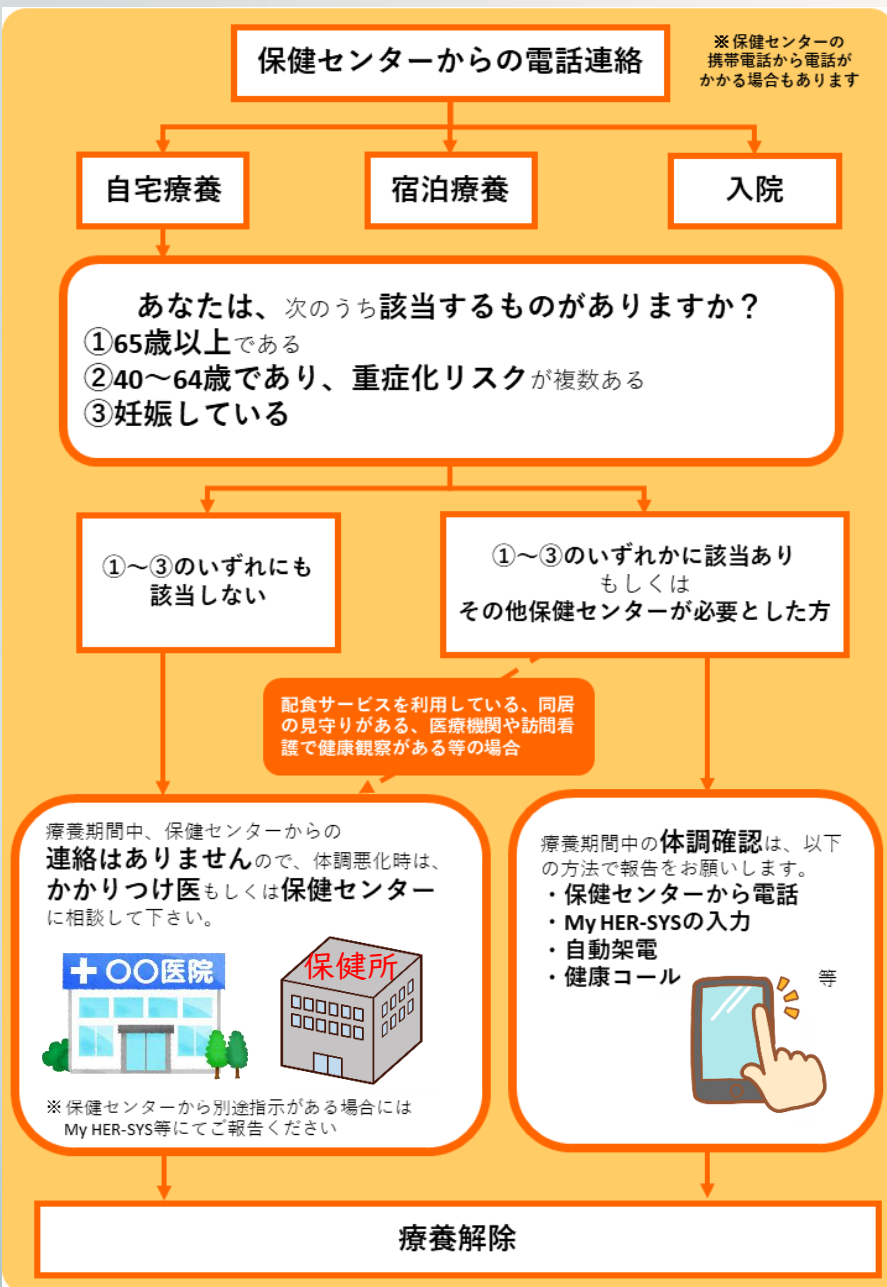 保健センターからの電話連絡
※保健センターの
携帯電話から電話が
かかる場合もあります
自宅療養
宿泊療養
入院
あなたは、次のうち該当するものがありますか？
①65歳以上である
②40～64歳であり、重症化リスクが複数ある
③妊娠している
①～③のいずれにも
該当しない
①～③のいずれかに該当あり
もしくは
その他保健センターが必要とした方
配食サービスを利用している、同居
の見守りがある、医療機関や訪問看
護で健康観察がある等の場合
療養期間中、保健センターからの
連絡はありませんので、体調悪化時は、
かかりつけ医もしくは保健センター
に相談して下さい。
〇〇医院
保健所
※保健センターから別途指示がある場合には
My HER-SYS等にてご報告ください
療養期間中の体調確認は、以下
の方法で報告をお願いします。
・保健センターから電話
・My HER-SYSの入力
・自動架電
・健康コール
等
療養解除